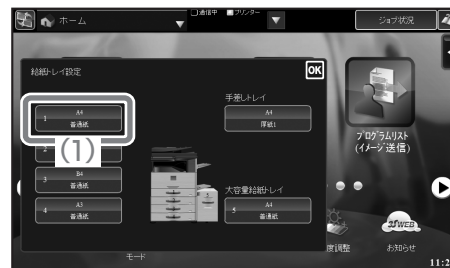 ホーム
通信中
プリンター
ジョブ状況
給紙トレイ設定
OK
1
A4
普通紙
(1)
2
3
B4
普通紙
4
A3
普通紙
手差しトレイ
A4
厚紙1
大容量給紙トレイ
5
A4
普通紙
プログラムリスト
(イメージ送信)
モード
度調整
WEB
お知らせ
11:2